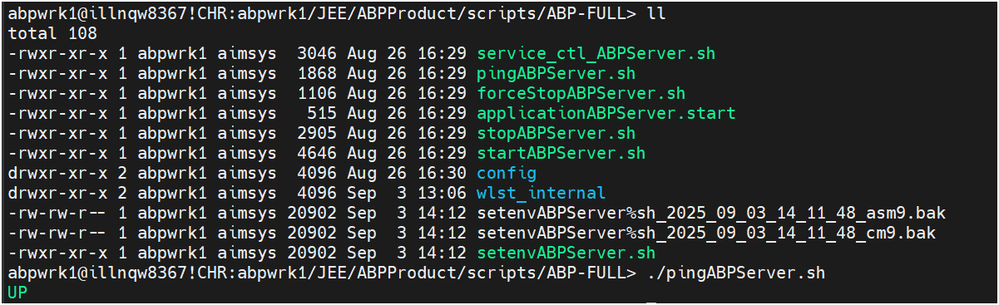 abpwrk1@illnqw8367!CHR:abpwrk1/JEE/ABPProduct/scripts/ABP-FULL> ll
total 108
-rwxr-xr-x 1 abpwrk1 aimsys  3046 Aug 26 16:29 service_ctl_ABPServer.sh
-rwxr-xr-x 1 abpwrk1 aimsys  1868 Aug 26 16:29 pingABPServer.sh
-rwxr-xr-x 1 abpwrk1 aimsys  1106 Aug 26 16:29 forceStopABPServer.sh
-rwxr-xr-x 1 abpwrk1 aimsys   515 Aug 26 16:29 applicationABPServer.start
-rwxr-xr-x 1 abpwrk1 aimsys  2905 Aug 26 16:29 stopABPServer.sh
-rwxr-xr-x 1 abpwrk1 aimsys  4646 Aug 26 16:29 startABPServer.sh
drwxr-xr-x 2 abpwrk1 aimsys  4096 Aug 26 16:30 config
drwxr-xr-x 2 abpwrk1 aimsys  4096 Sep  3 13:06 wlst_internal
-rw-rw-r-- 1 abpwrk1 aimsys 20902 Sep  3 14:12 setenvABPServer%sh_2025_09_03_14_11_48_asm9.bak
-rw-rw-r-- 1 abpwrk1 aimsys 20902 Sep  3 14:12 setenvABPServer%sh_2025_09_03_14_11_48_cm9.bak
-rwxr-xr-x 1 abpwrk1 aimsys 20902 Sep  3 14:12 setenvABPServer.sh
abpwrk1@illnqw8367!CHR:abpwrk1/JEE/ABPProduct/scripts/ABP-FULL> ./pingABPServer.sh
UP